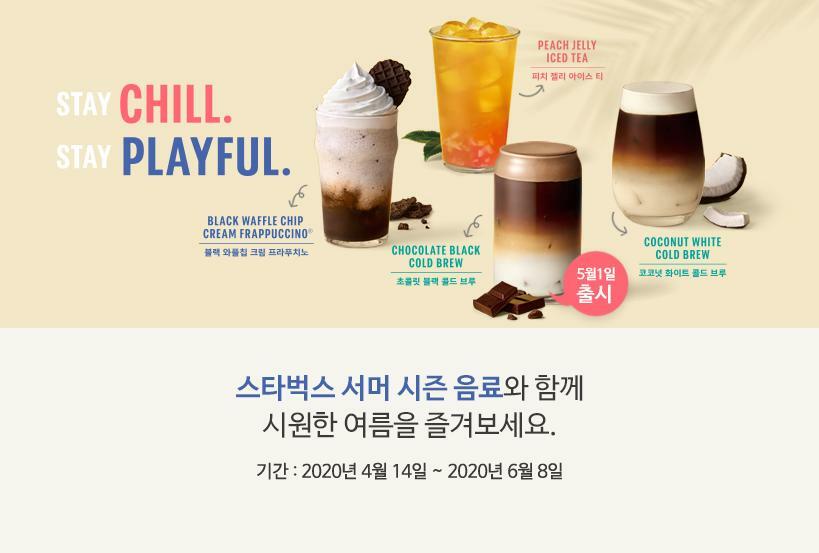 STAY CHILL.
STAY PLAYFUL.
PEACH JELLY
ICED TEA
피치 젤리 아이스 티
BLACK WAFFLE CHIP
CREAM FRAPPUCCINO®
블랙 와플칩 크림 프라푸치노
CHOCOLATE BLACK
COLD BREW
초콜릿 블랙 콜드 브루
5월1일
출시
COCONUT WHITE
COLD BREW
코코넛 화이트 콜드 브루
스타벅스 서머 시즌 음료와 함께
시원한 여름을 즐겨보세요.
기간 : 2020년 4월 14일 ~ 2020년 6월 8일